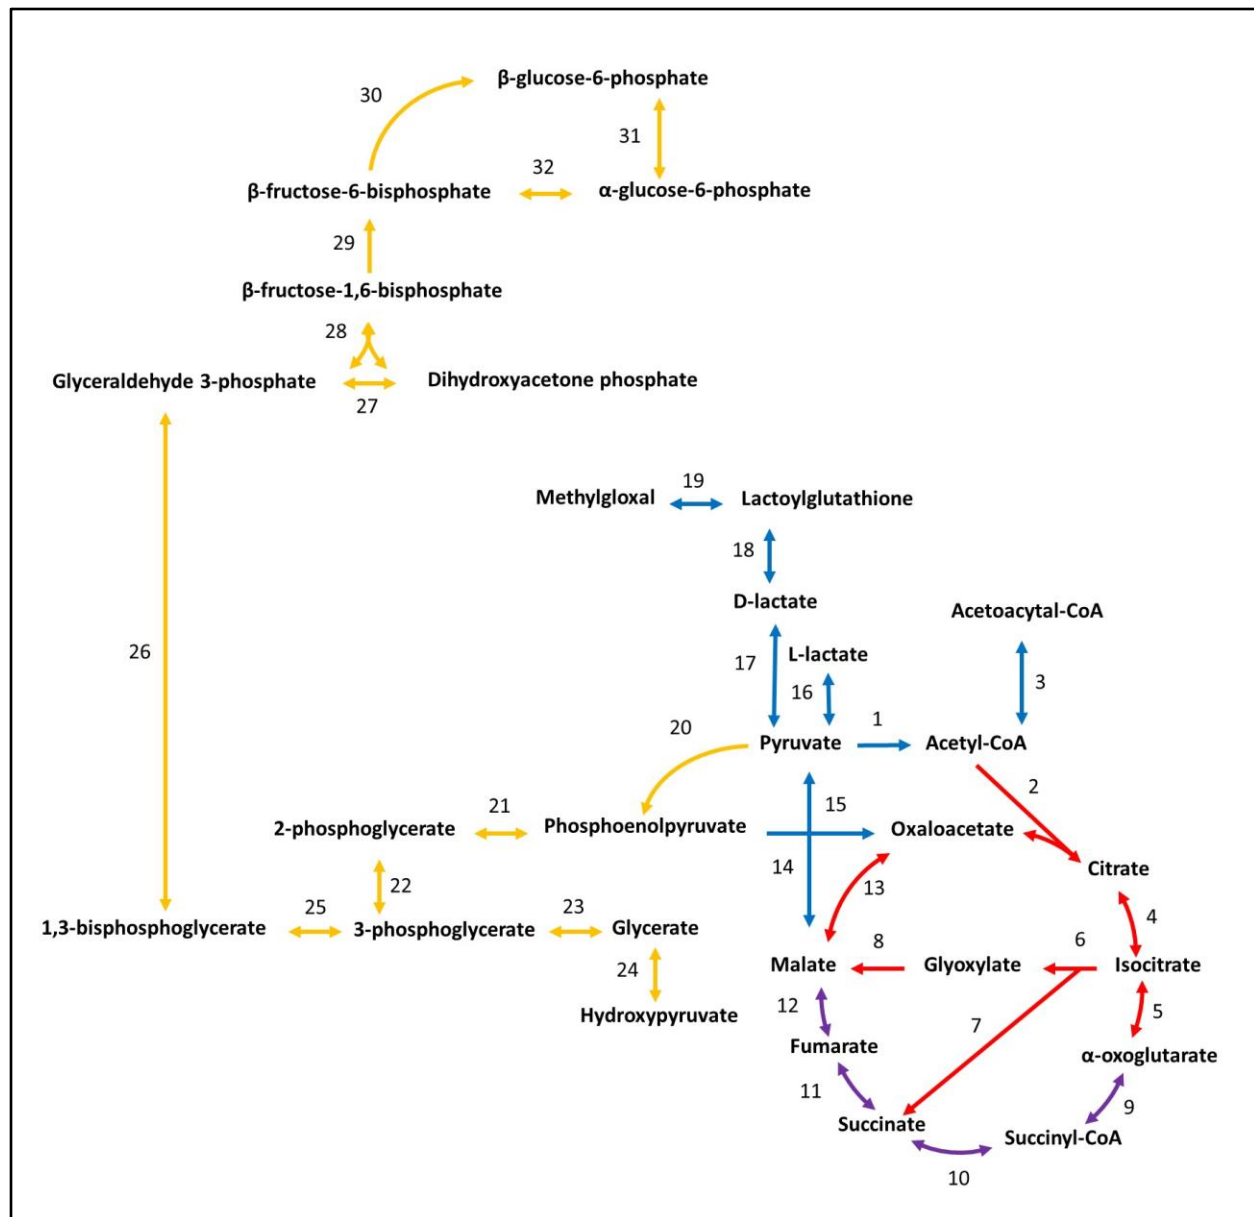 β-glucose-6-phosphate
30
31
32
β-fructose-6-bisphosphate
α-glucose-6-phosphate
29
β-fructose-1,6-bisphosphate
28
Glyceraldehyde 3-phosphate
Dihydroxyacetone phosphate
27
19
Methylgloxal
Lactoylglutathione
18
D-lactate
Acetoacytal-CoA
26
17
L-lactate
16
3
20
1
Pyruvate
Acetyl-CoA
2
21
15
2-phosphoglycerate
Phosphoenolpyruvate
Oxaloacetate
14
Citrate
22
13
25
23
4
1,3-bisphosphoglycerate
3-phosphoglycerate
Glycerate
8
6
24
Malate
Glyoxylate
Isocitrate
12
7
5
Hydroxypyruvate
Fumarate
α-oxoglutarate
11
9
Succinate
Succinyl-CoA
10